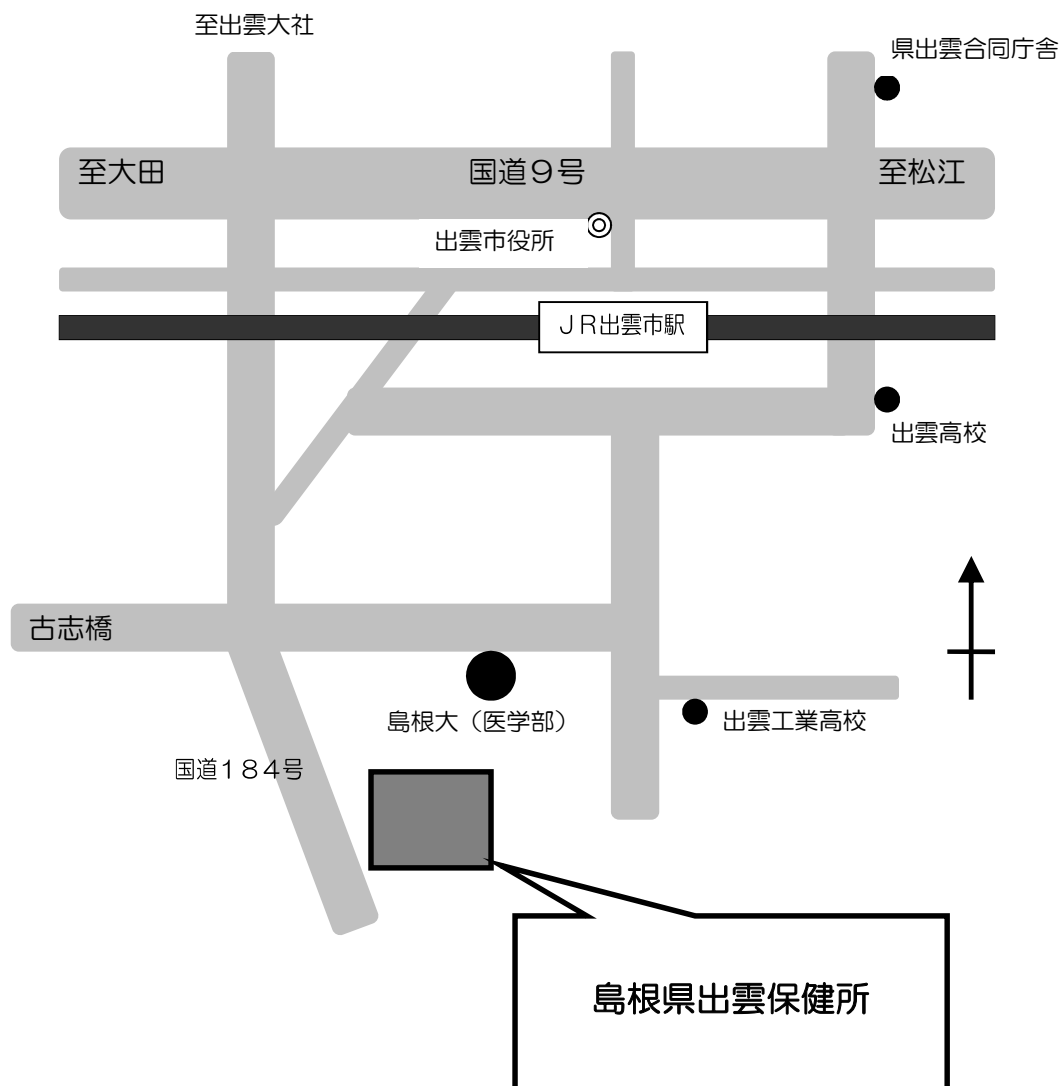 至出雲大社
県出雲合同庁舎
至大田
国道９号
至松江
出雲市役所
ＪＲ出雲市駅
出雲高校
古志橋
島根大（医学部）
出雲工業高校
国道１８４号
島根県出雲保健所